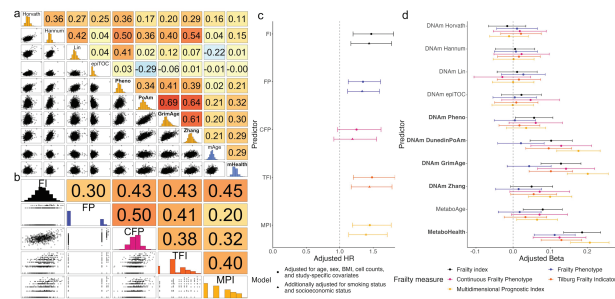 a
Horvath 0.36 0.27 0.25 0.36 0.17 0.20 0.29 0.16 0.11
Hannum 0.42 0.04 0.50 0.36 0.40 0.54 0.04 0.15
Lin 0.04 0.41 0.02 0.12 0.07 -0.22 0.01
epiTOC 0.03 -0.29 -0.06 0.01 -0.01 -0.00
Pheno 0.34 0.41 0.39 0.02 0.21
PoAm 0.69 0.64 0.21 0.32
GrimAge 0.61 0.20 0.30
Zhang 0.21 0.29
mAge 0.29
mHealth
b
FI 0.30 0.43 0.43 0.45
FP 0.50 0.41 0.20
CFP 0.38 0.32
TFI 0.40
MPI
c
Predictor
FI
FP
CFP
TFI
MPI
0.0 0.5 1.0 1.5
Adjusted HR
Model
Adjusted for age, sex, BMI, cell counts,
and study-specific covariates
Additionally adjusted for smoking status
and socioeconomic status
d
Predictor
DNAm Horvath
DNAm Hannum
DNAm Lin
DNAm epiTOC
DNAm Pheno
DNAm DunedinPoAm
DNAm GrimAge
DNAm Zhang
MetaboAge
MetaboHealth
-0.1 0.0 0.1 0.2
Adjusted Beta
Frailty measure
Frailty index
Frailty Phenotype
Continuous Frailty Phenotype
Tilburg Frailty Indicator
Multidimensional Prognostic Index